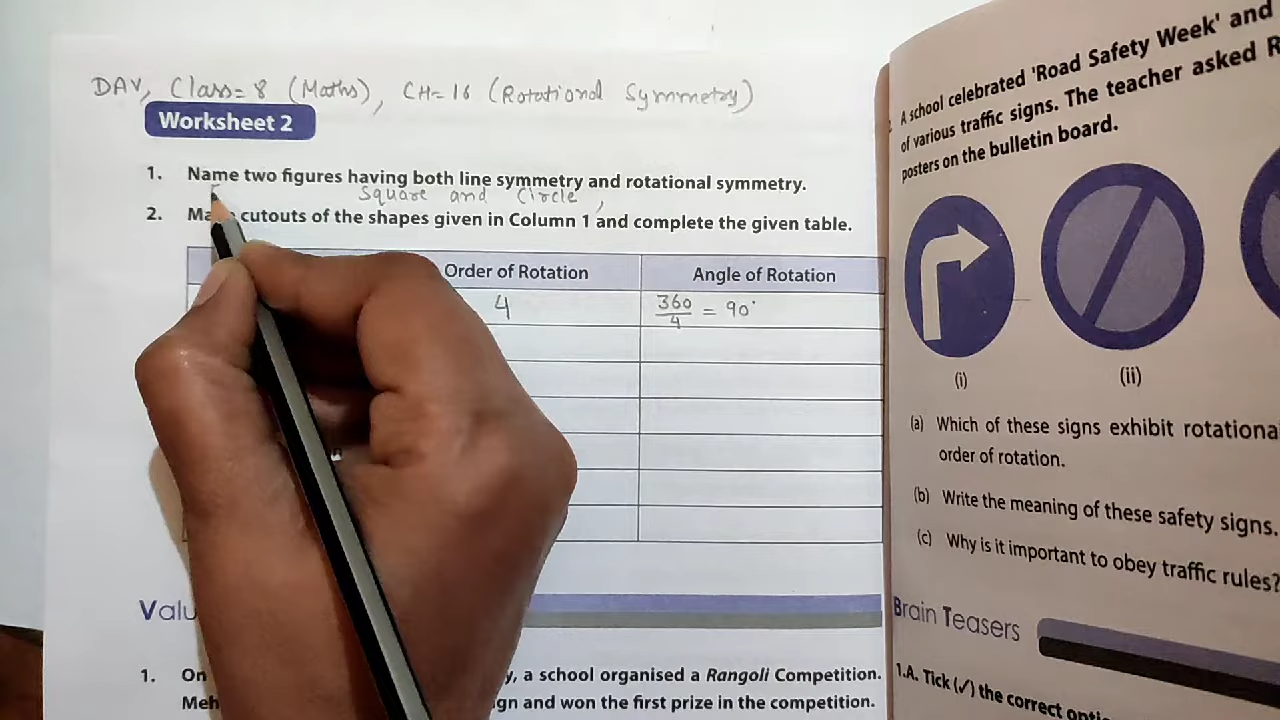 DAV, Class=8 (Maths), CH=16 (Rotational Symmetry)
Worksheet 2
1. Name two figures having both line symmetry and rotational symmetry.
Square and Circle,
2. cutouts of the shapes given in Column 1 and complete the given table.
Order of Rotation Angle of Rotation
4 360/4 = 90°
Valu
1. On y, a school organised a Rangoli Competition.
Meh gn and won the first prize in the competition.
A school celebrated 'Road Safety Week' and
of various traffic signs. The teacher asked R
posters on the bulletin board.
(i) (ii)
(a) Which of these signs exhibit rotationa
order of rotation.
(b) Write the meaning of these safety signs.
(c) Why is it important to obey traffic rules?
Brain Teasers
1.A. Tick (✓) the correct optio